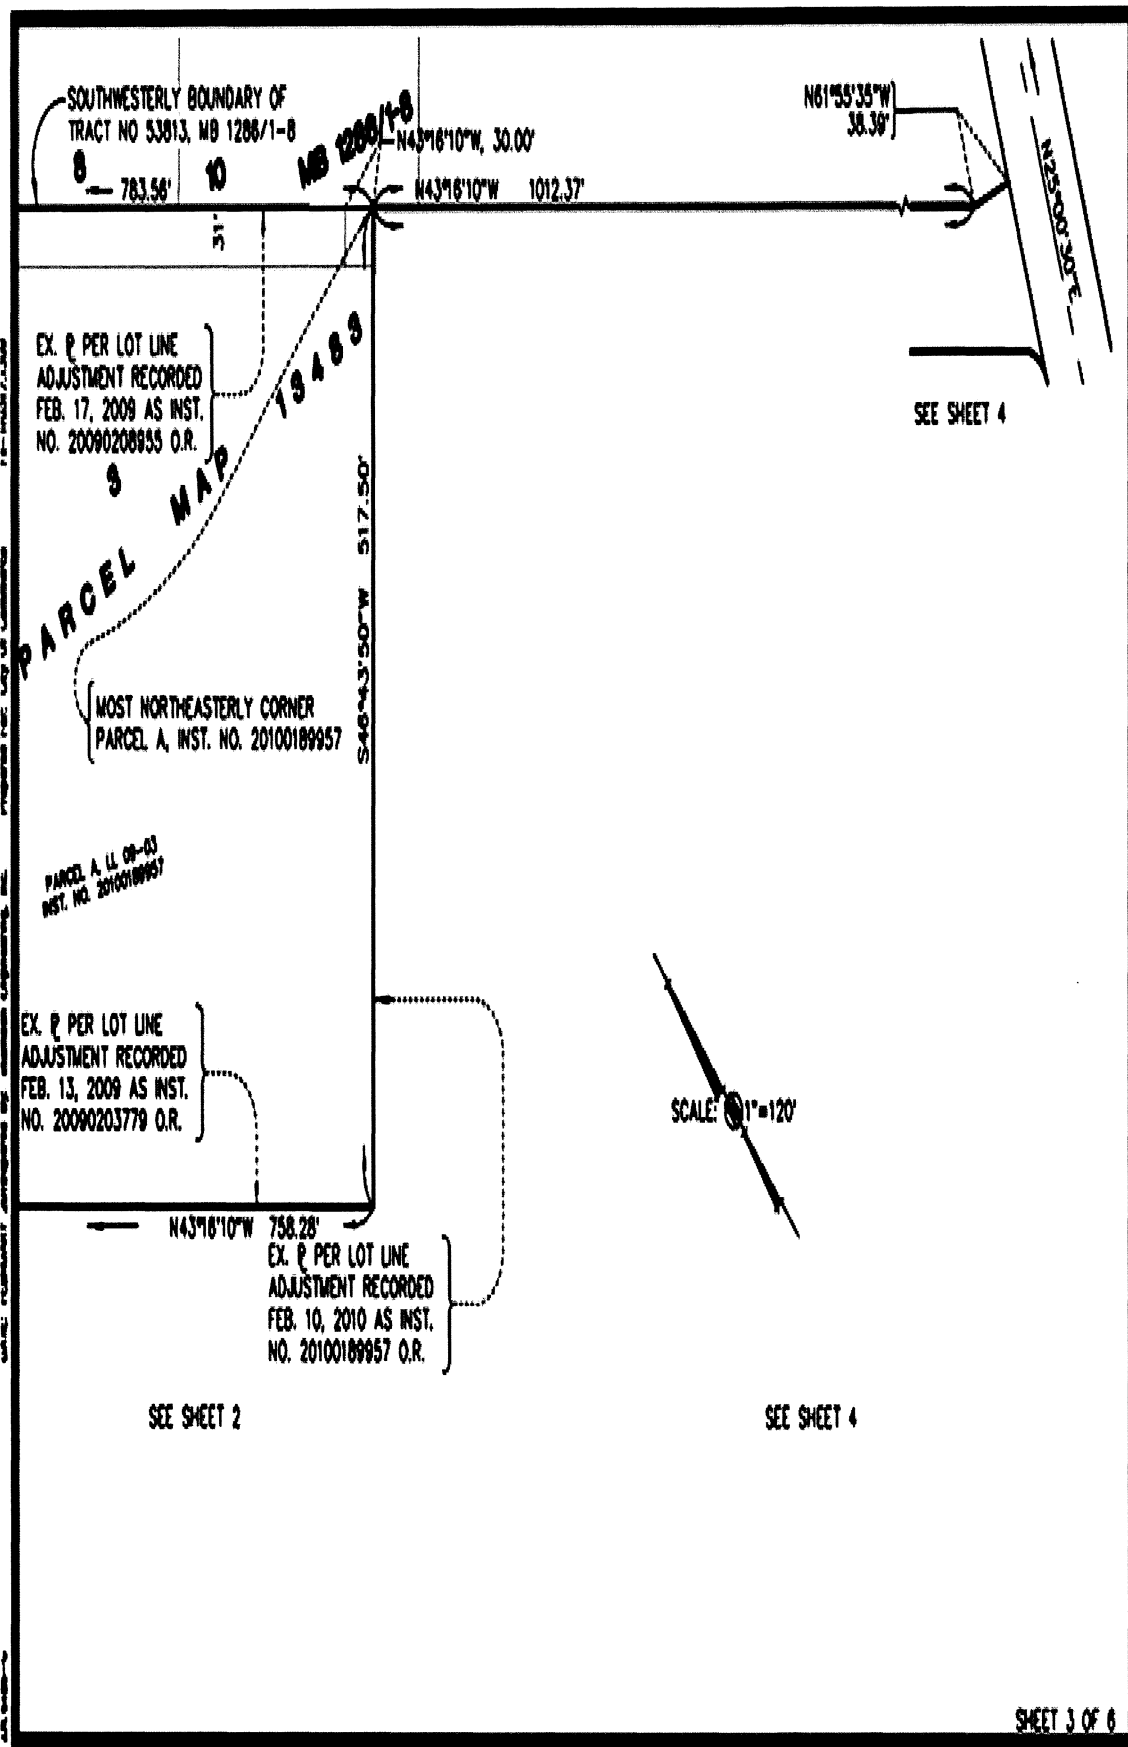 SOUTHWESTERLY BOUNDARY OF
TRACT NO 53813, MB 1286/1-8
8
783.56'
10
MB 1286/1-8
N43°16'10"W, 30.00'
N43°16'10"W 1012.37'
N61°55'35"W
38.39'
N25°00'30"E
31'
EX. ⅊ PER LOT LINE
ADJUSTMENT RECORDED
FEB. 17, 2009 AS INST.
NO. 20090208955 O.R.
SEE SHEET 4
3
PARCEL MAP 13483
S46°43'50"W 517.50'
MOST NORTHEASTERLY CORNER
PARCEL A, INST. NO. 20100189957
PARCEL A, LL 09-03
INST. NO. 20100189957
EX. ⅊ PER LOT LINE
ADJUSTMENT RECORDED
FEB. 13, 2009 AS INST.
NO. 20090203779 O.R.
SCALE: 1"=120'
N43°16'10"W 758.28'
EX. ⅊ PER LOT LINE
ADJUSTMENT RECORDED
FEB. 10, 2010 AS INST.
NO. 20100189957 O.R.
SEE SHEET 2
SEE SHEET 4
SHEET 3 OF 6